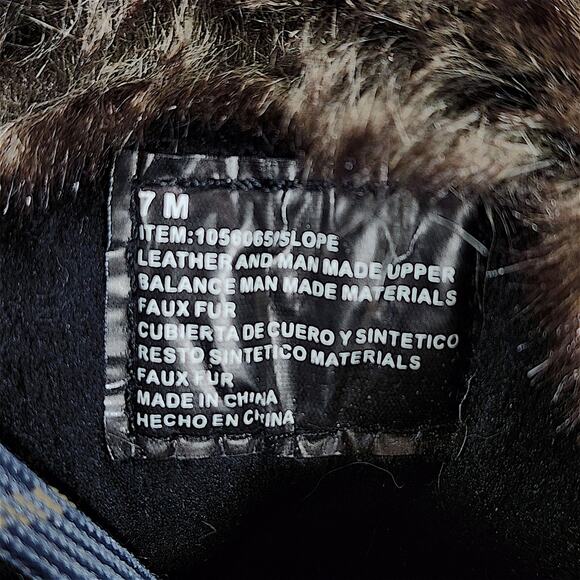 7 M
ITEM:1056065/SLOPE
LEATHER AND MAN MADE UPPER
BALANCE MAN MADE MATERIALS
FAUX FUR
CUBIERTA DE CUERO Y SINTETICO
RESTO SINTETICO MATERIALS
FAUX FUR
MADE IN CHINA
HECHO EN CHINA